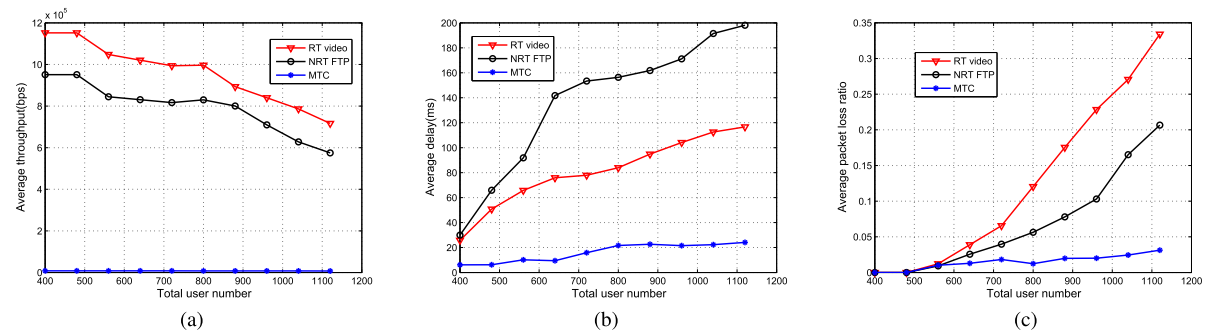 x 10^5
12
10
8
6
4
2
0
400 500 600 700 800 900 1000 1100 1200
Average throughput(bps)
Total user number
RT video
NRT FTP
MTC
(a)
200
180
160
140
120
100
80
60
40
20
0
400 500 600 700 800 900 1000 1100 1200
Average delay(ms)
Total user number
RT video
NRT FTP
MTC
(b)
0.35
0.3
0.25
0.2
0.15
0.1
0.05
0
400 500 600 700 800 900 1000 1100 1200
Average packet loss ratio
Total user number
RT video
NRT FTP
MTC
(c)